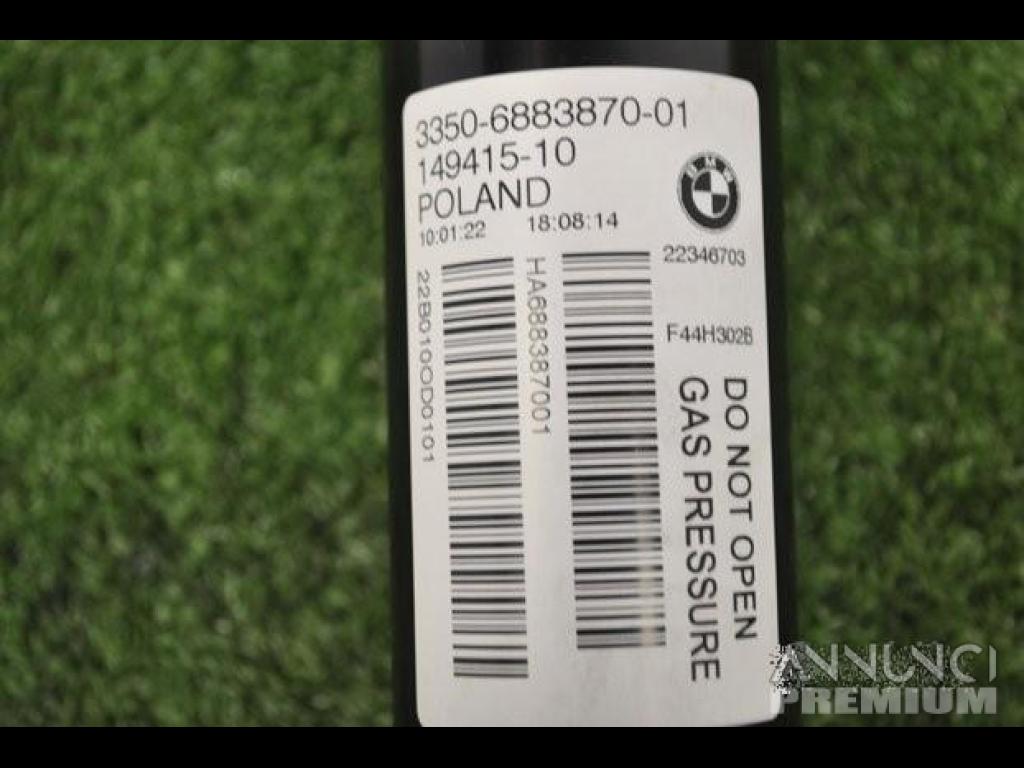 3350-6883870-01
149415-10
POLAND
10:01:22 18:08:14
BMW
22346703
F44H302B
22B0100D0101
HA688387001
DO NOT OPEN
GAS PRESSURE
ANNUNCI
PREMIUM